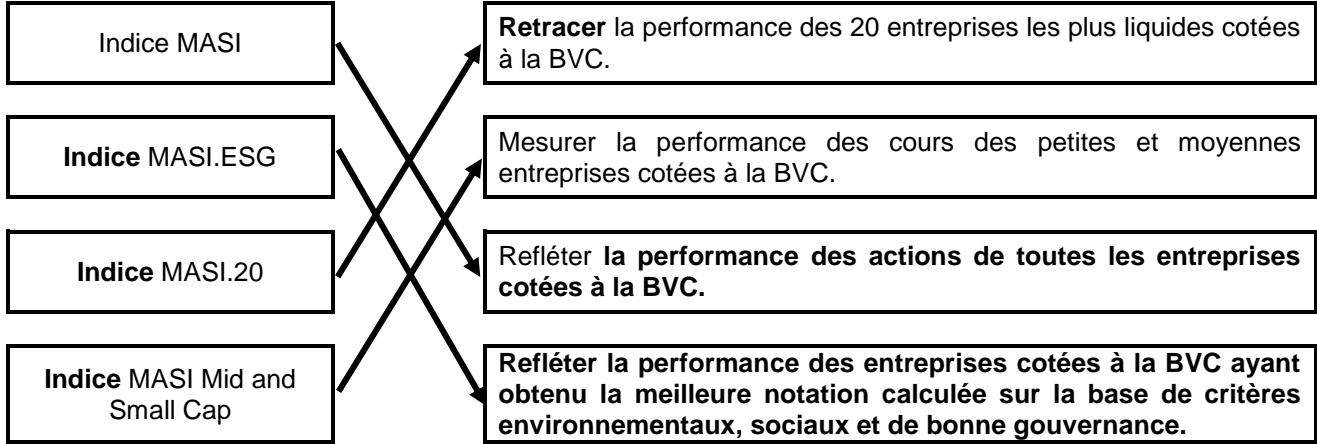 Indice MASI
Indice MASI.ESG
Indice MASI.20
Indice MASI Mid and
Small Cap
Retracer la performance des 20 entreprises les plus liquides cotées
à la BVC.
Mesurer la performance des cours des petites et moyennes
entreprises cotées à la BVC.
Refléter la performance des actions de toutes les entreprises
cotées à la BVC.
Refléter la performance des entreprises cotées à la BVC ayant
obtenu la meilleure notation calculée sur la base de critères
environnementaux, sociaux et de bonne gouvernance.